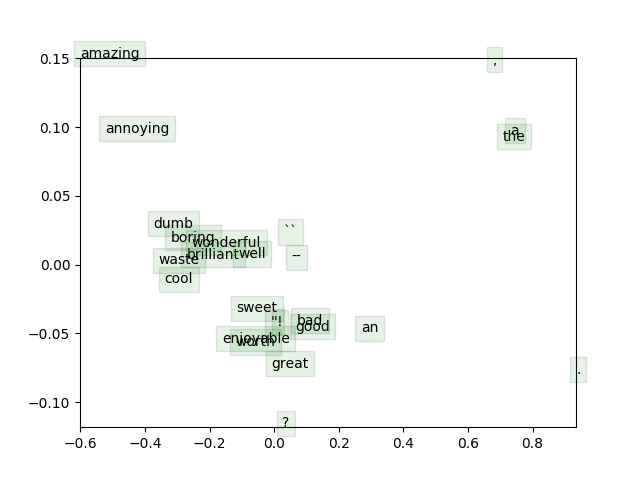 amazing
,
0.15
annoying
a
the
0.10
0.05
dumb
``
boring
wonderful
brilliant
well
--
waste
0.00
cool
sweet
"
!
bad
good
an
−0.05
enjoyable
worth
great
.
−0.10
?
−0.6 −0.4 −0.2 0.0 0.2 0.4 0.6 0.8